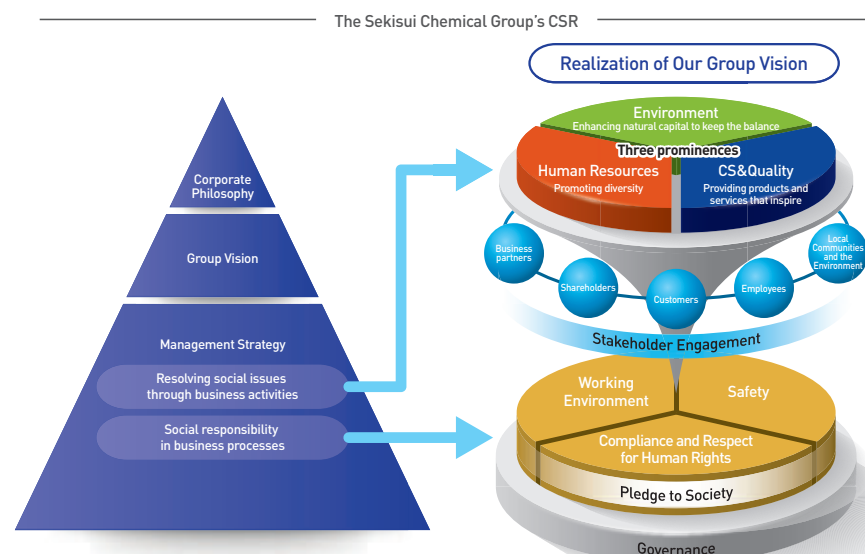 The Sekisui Chemical Group's CSR
Realization of Our Group Vision
Corporate
Philosophy
Group Vision
Management Strategy
Resolving social issues
through business activities
Social responsibility
in business processes
Environment
Enhancing natural capital to keep the balance
Three prominences
Human Resources
Promoting diversity
CS&Quality
Providing products and
services that inspire
Business
partners
Shareholders
Customers
Employees
Local
Communities
and the
Environment
Stakeholder Engagement
Working
Environment
Safety
Compliance and Respect
for Human Rights
Pledge to Society
Governance